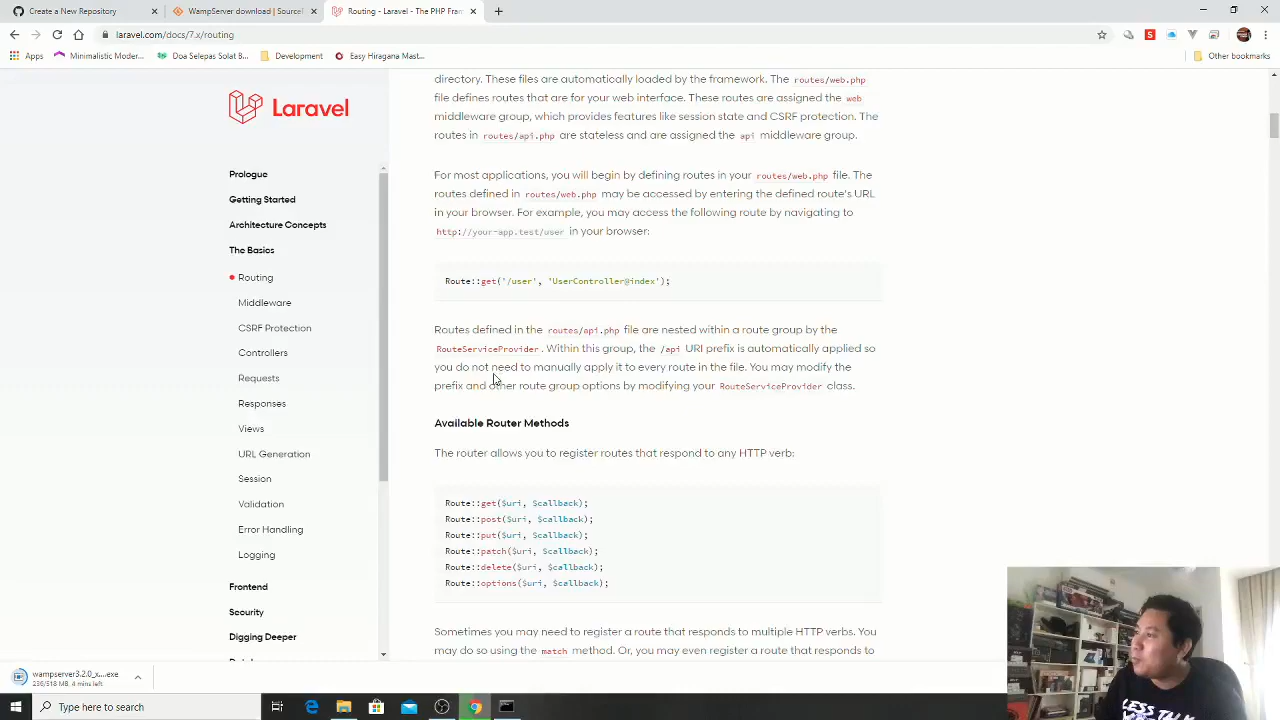 Create a New Repository
WampServer download | SourceF
Routing - Laravel - The PHP Fram
laravel.com/docs/7.x/routing
Apps
Minimalistic Moder...
Doa Selepas Solat B...
Development
Easy Hiragana Mast...
Other bookmarks
Laravel
Prologue
Getting Started
Architecture Concepts
The Basics
Routing
Middleware
CSRF Protection
Controllers
Requests
Responses
Views
URL Generation
Session
Validation
Error Handling
Logging
Frontend
Security
Digging Deeper
directory. These files are automatically loaded by the framework. The routes/web.php
file defines routes that are for your web interface. These routes are assigned the web
middleware group, which provides features like session state and CSRF protection. The
routes in routes/api.php are stateless and are assigned the api middleware group.
For most applications, you will begin by defining routes in your routes/web.php file. The
routes defined in routes/web.php may be accessed by entering the defined route's URL
in your browser. For example, you may access the following route by navigating to
http://your-app.test/user in your browser:
Route::get('/user', 'UserController@index');
Routes defined in the routes/api.php file are nested within a route group by the
RouteServiceProvider. Within this group, the /api URI prefix is automatically applied so
you do not need to manually apply it to every route in the file. You may modify the
prefix and other route group options by modifying your RouteServiceProvider class.
Available Router Methods
The router allows you to register routes that respond to any HTTP verb:
Route::get($uri, $callback);
Route::post($uri, $callback);
Route::put($uri, $callback);
Route::patch($uri, $callback);
Route::delete($uri, $callback);
Route::options($uri, $callback);
Sometimes you may need to register a route that responds to multiple HTTP verbs. You
may do so using the match method. Or, you may even register a route that responds to
wampserver3.2.0_x....exe
236/518 MB, 4 mins left
Type here to search